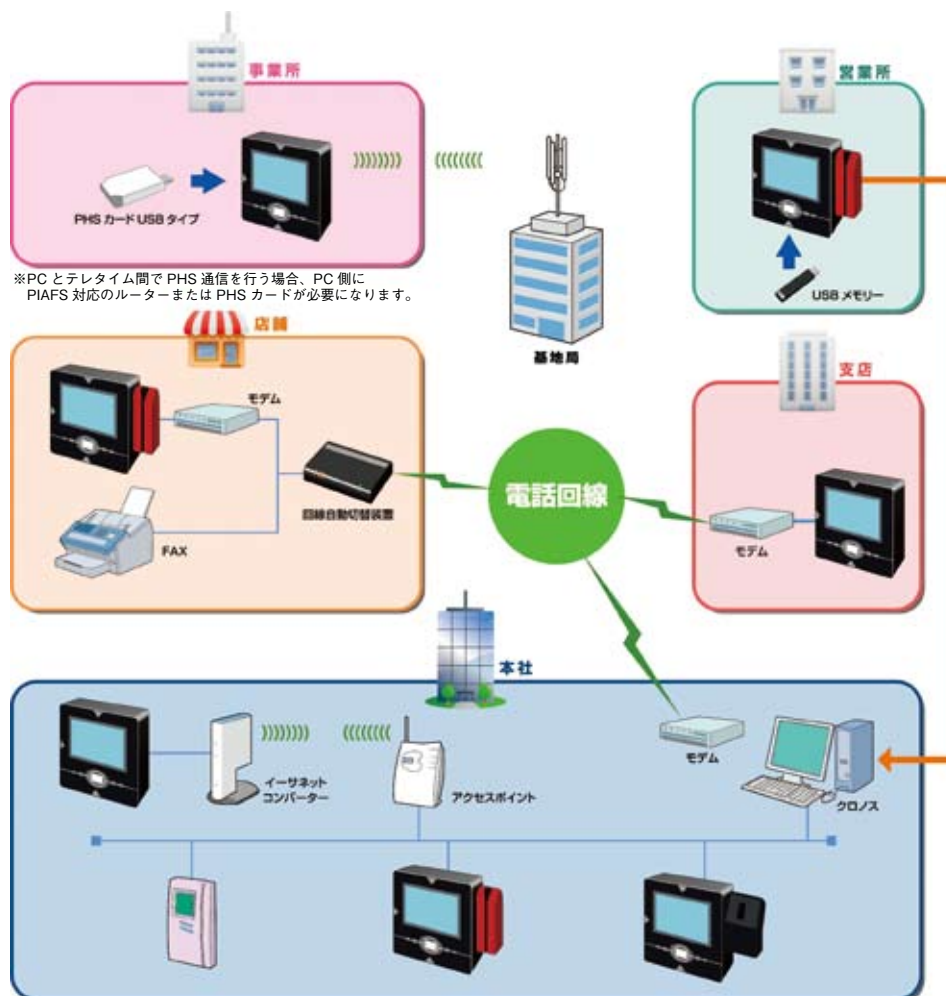 事業所
営業所
PHS カード USB タイプ
USB メモリー
※PC とテレタイム間で PHS 通信を行う場合、PC 側に
PIAFS 対応のルーターまたは PHS カードが必要になります。
基地局
店舗
支店
モデム
電話回線
回線自動切替装置
FAX
モデム
本社
モデム
イーサネット
コンバーター
アクセスポイント
クロノス